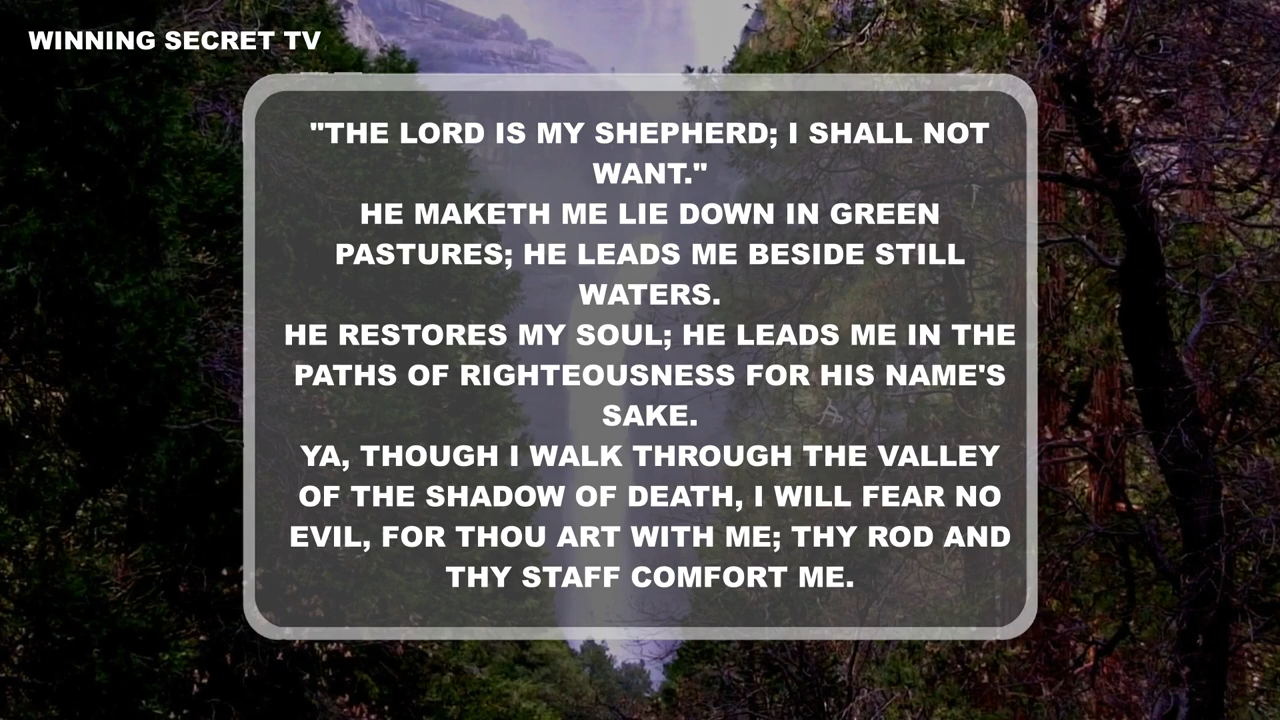 WINNING SECRET TV
"THE LORD IS MY SHEPHERD; I SHALL NOT
WANT."
HE MAKETH ME LIE DOWN IN GREEN
PASTURES; HE LEADS ME BESIDE STILL
WATERS.
HE RESTORES MY SOUL; HE LEADS ME IN THE
PATHS OF RIGHTEOUSNESS FOR HIS NAME'S
SAKE.
YA, THOUGH I WALK THROUGH THE VALLEY
OF THE SHADOW OF DEATH, I WILL FEAR NO
EVIL, FOR THOU ART WITH ME; THY ROD AND
THY STAFF COMFORT ME.